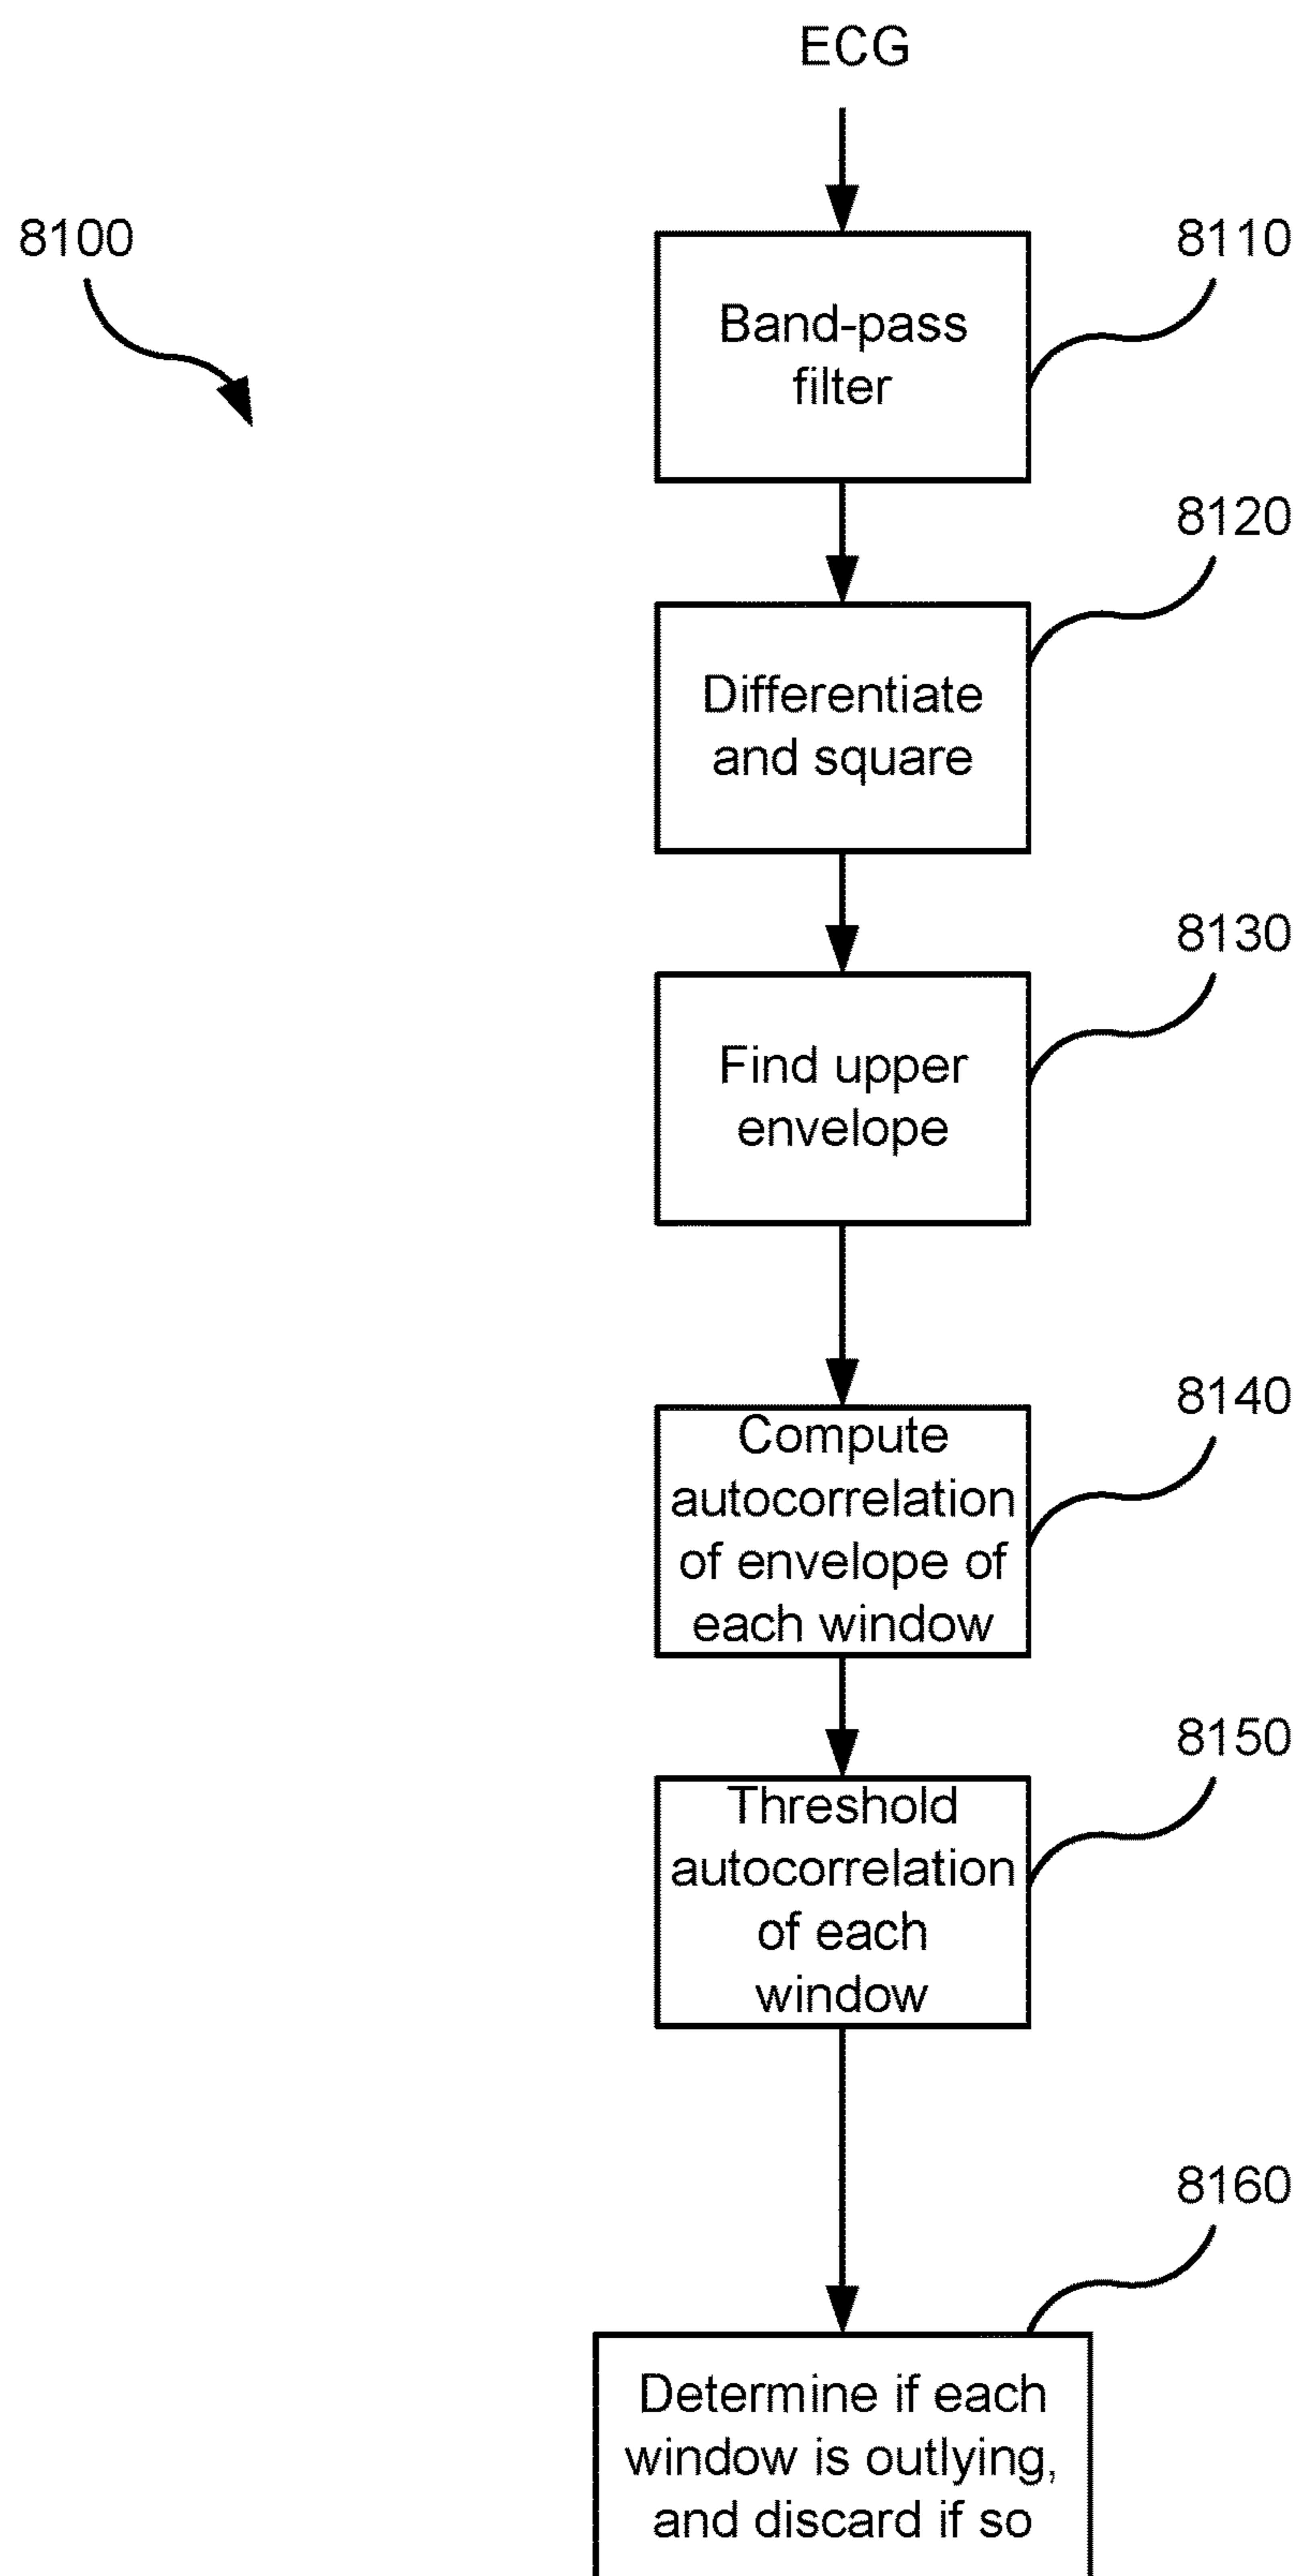 ECG
8100
8110
Band-pass
filter
8120
Differentiate
and square
8130
Find upper
envelope
8140
Compute
autocorrelation
of envelope of
each window
8150
Threshold
autocorrelation
of each
window
8160
Determine if each
window is outlying,
and discard if so